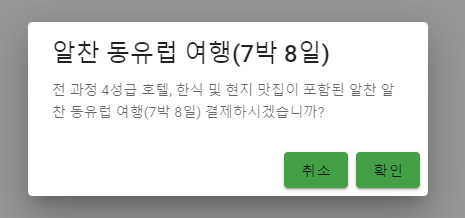 알찬 동유럽 여행(7박 8일)
전 과정 4성급 호텔, 한식 및 현지 맛집이 포함된 알찬 알
찬 동유럽 여행(7박 8일) 결제하시겠습니까?
취소 확인